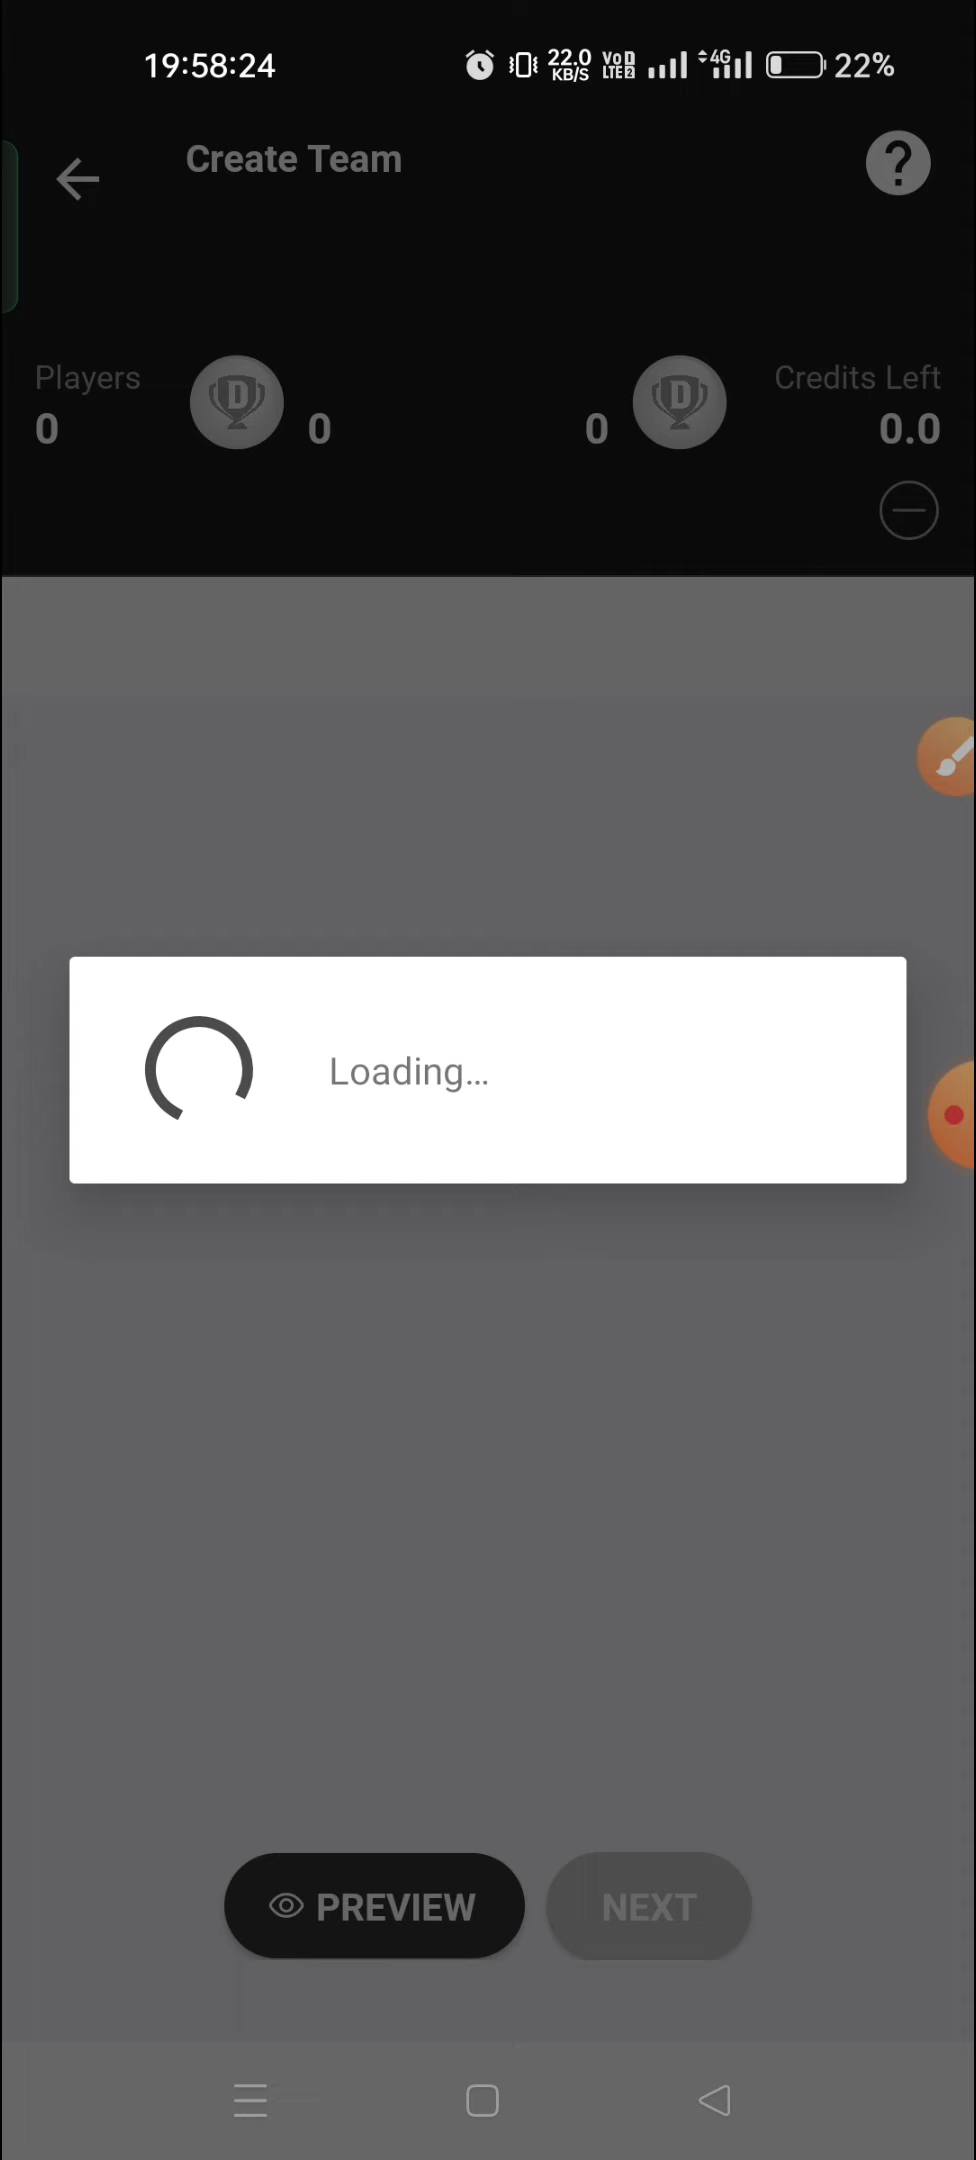 19:58:24 22.0 KB/S VoD LTE2 4G 22%
Create Team
?
Players D D Credits Left
0 0 0 0.0
Loading...
PREVIEW NEXT